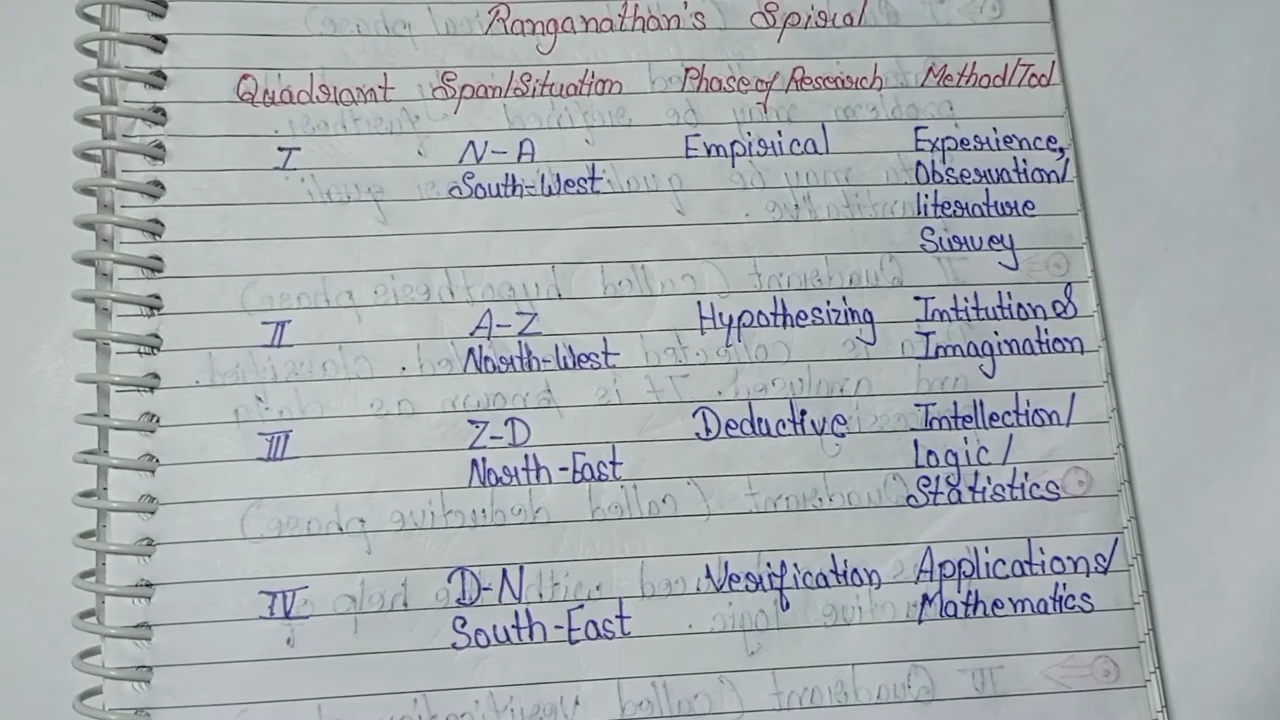 Ranganathan's Spiral
Quadrant Span/Situation Phase of Reserarch Method/Tool
I N-A Empirical Experience,
South-West Observation/
literature
Survey
II A-Z Hypothesizing Intitution &
North-West Imagination
III Z-D Deductive Intellection/
North-East Logic/
Statistics
IV D-N Verification Applications/
South-East Mathematics